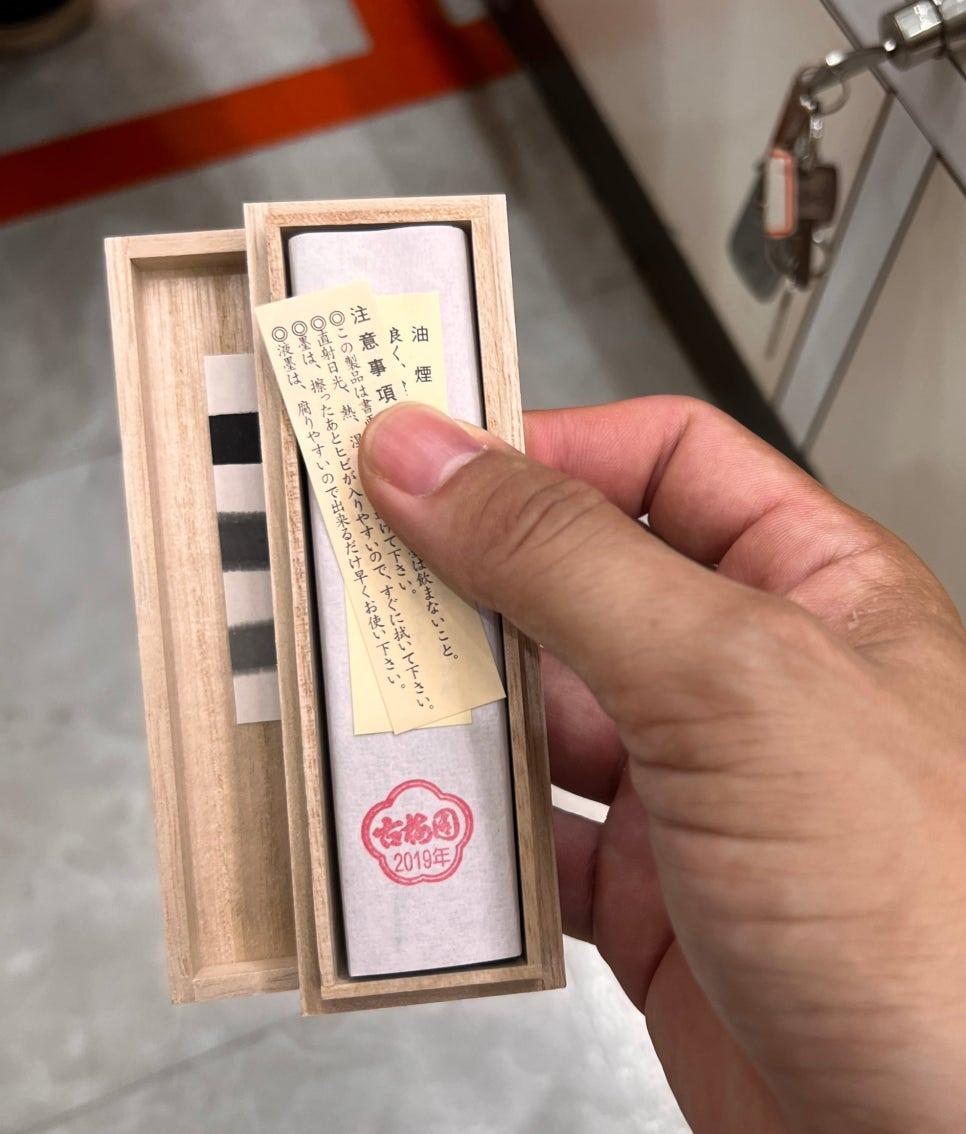 油煙
良く、
注意事項
◎この製品は書 は飲まないこと。
◎直射日光、熱、湿 けて下さい。
◎墨は、擦ったあとヒビが入りやすいので、すぐに拭いて下さい。
◎液墨は、腐りやすいので出来るだけ早くお使い下さい。
古梅園
2019年